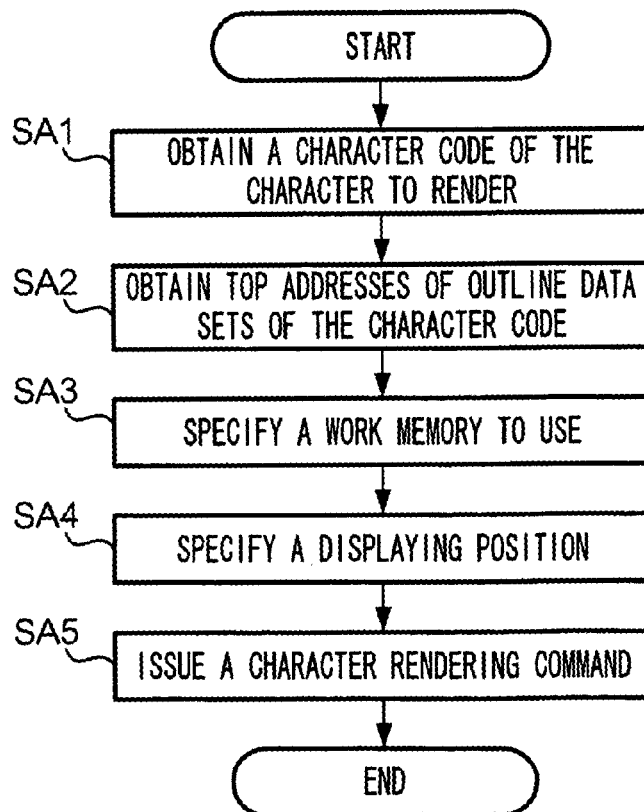 START
SA1
OBTAIN A CHARACTER CODE OF THE
CHARACTER TO RENDER
SA2
OBTAIN TOP ADDRESSES OF OUTLINE DATA
SETS OF THE CHARACTER CODE
SA3
SPECIFY A WORK MEMORY TO USE
SA4
SPECIFY A DISPLAYING POSITION
SA5
ISSUE A CHARACTER RENDERING COMMAND
END